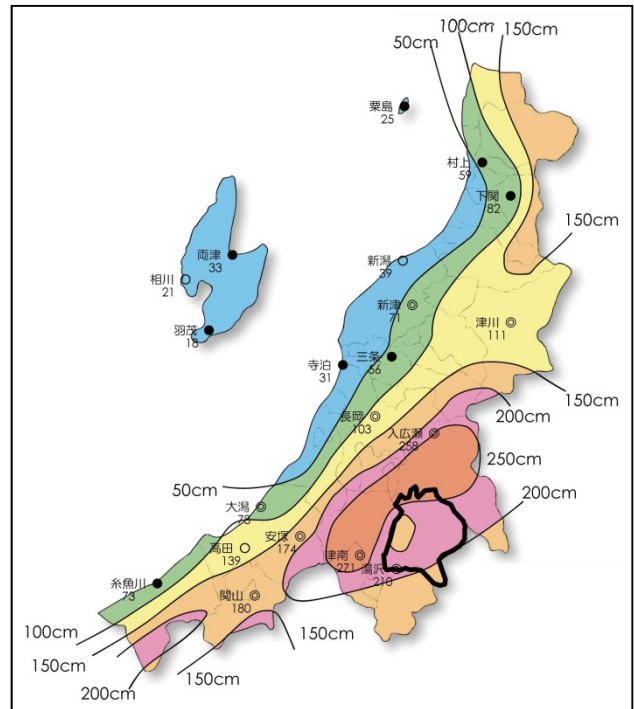 100cm
150cm
50cm
粟島
25
村上
59
下関
82
150cm
両津
33
相川
21
羽茂
18
新潟
39
新津
71
津川
111
三条
56
寺泊
31
150cm
200cm
長岡
103
入広瀬
258
250cm
200cm
50cm
大潟
78
安塚
174
高田
139
津南
271
湯沢
210
糸魚川
73
関山
180
100cm
150cm
150cm
200cm
150cm